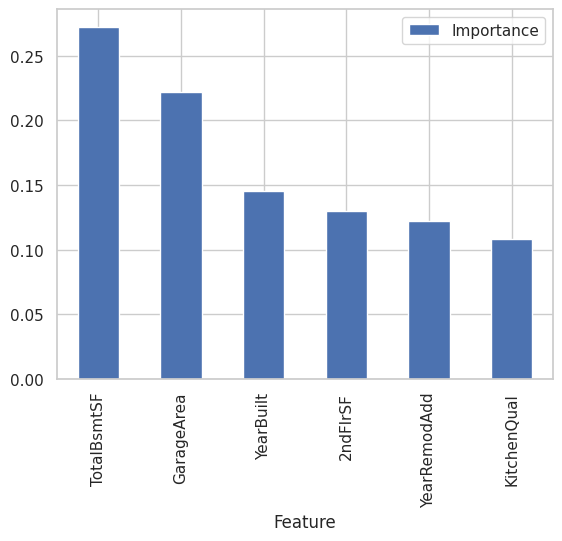 Importance
0.25
0.20
0.15
0.10
0.05
0.00
TotalBsmtSF
GarageArea
YearBuilt
2ndFlrSF
YearRemodAdd
KitchenQual
Feature